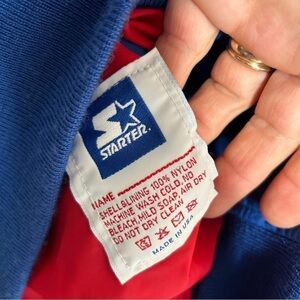 STARTER
NAME
SHELL&LINING 100% NYLON
MACHINE WASH COLD, NO
BLEACH, MILD SOAP, AIR DRY
DO NOT DRY CLEAN
MADE IN USA